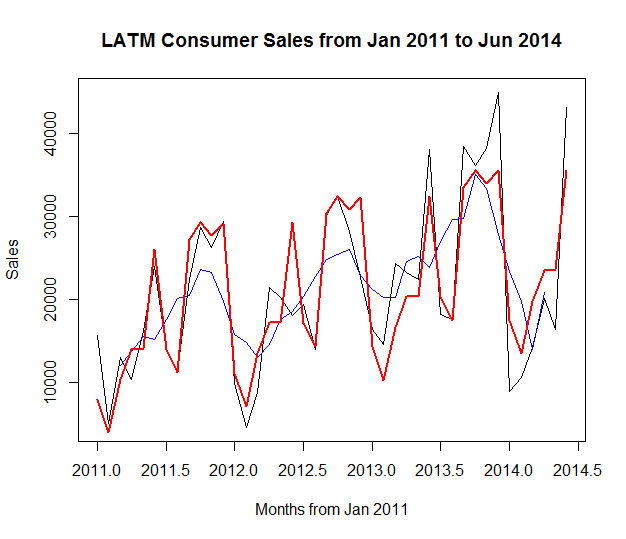 LATM Consumer Sales from Jan 2011 to Jun 2014
40000
30000
20000
10000
Sales
2011.0 2011.5 2012.0 2012.5 2013.0 2013.5 2014.0 2014.5
Months from Jan 2011